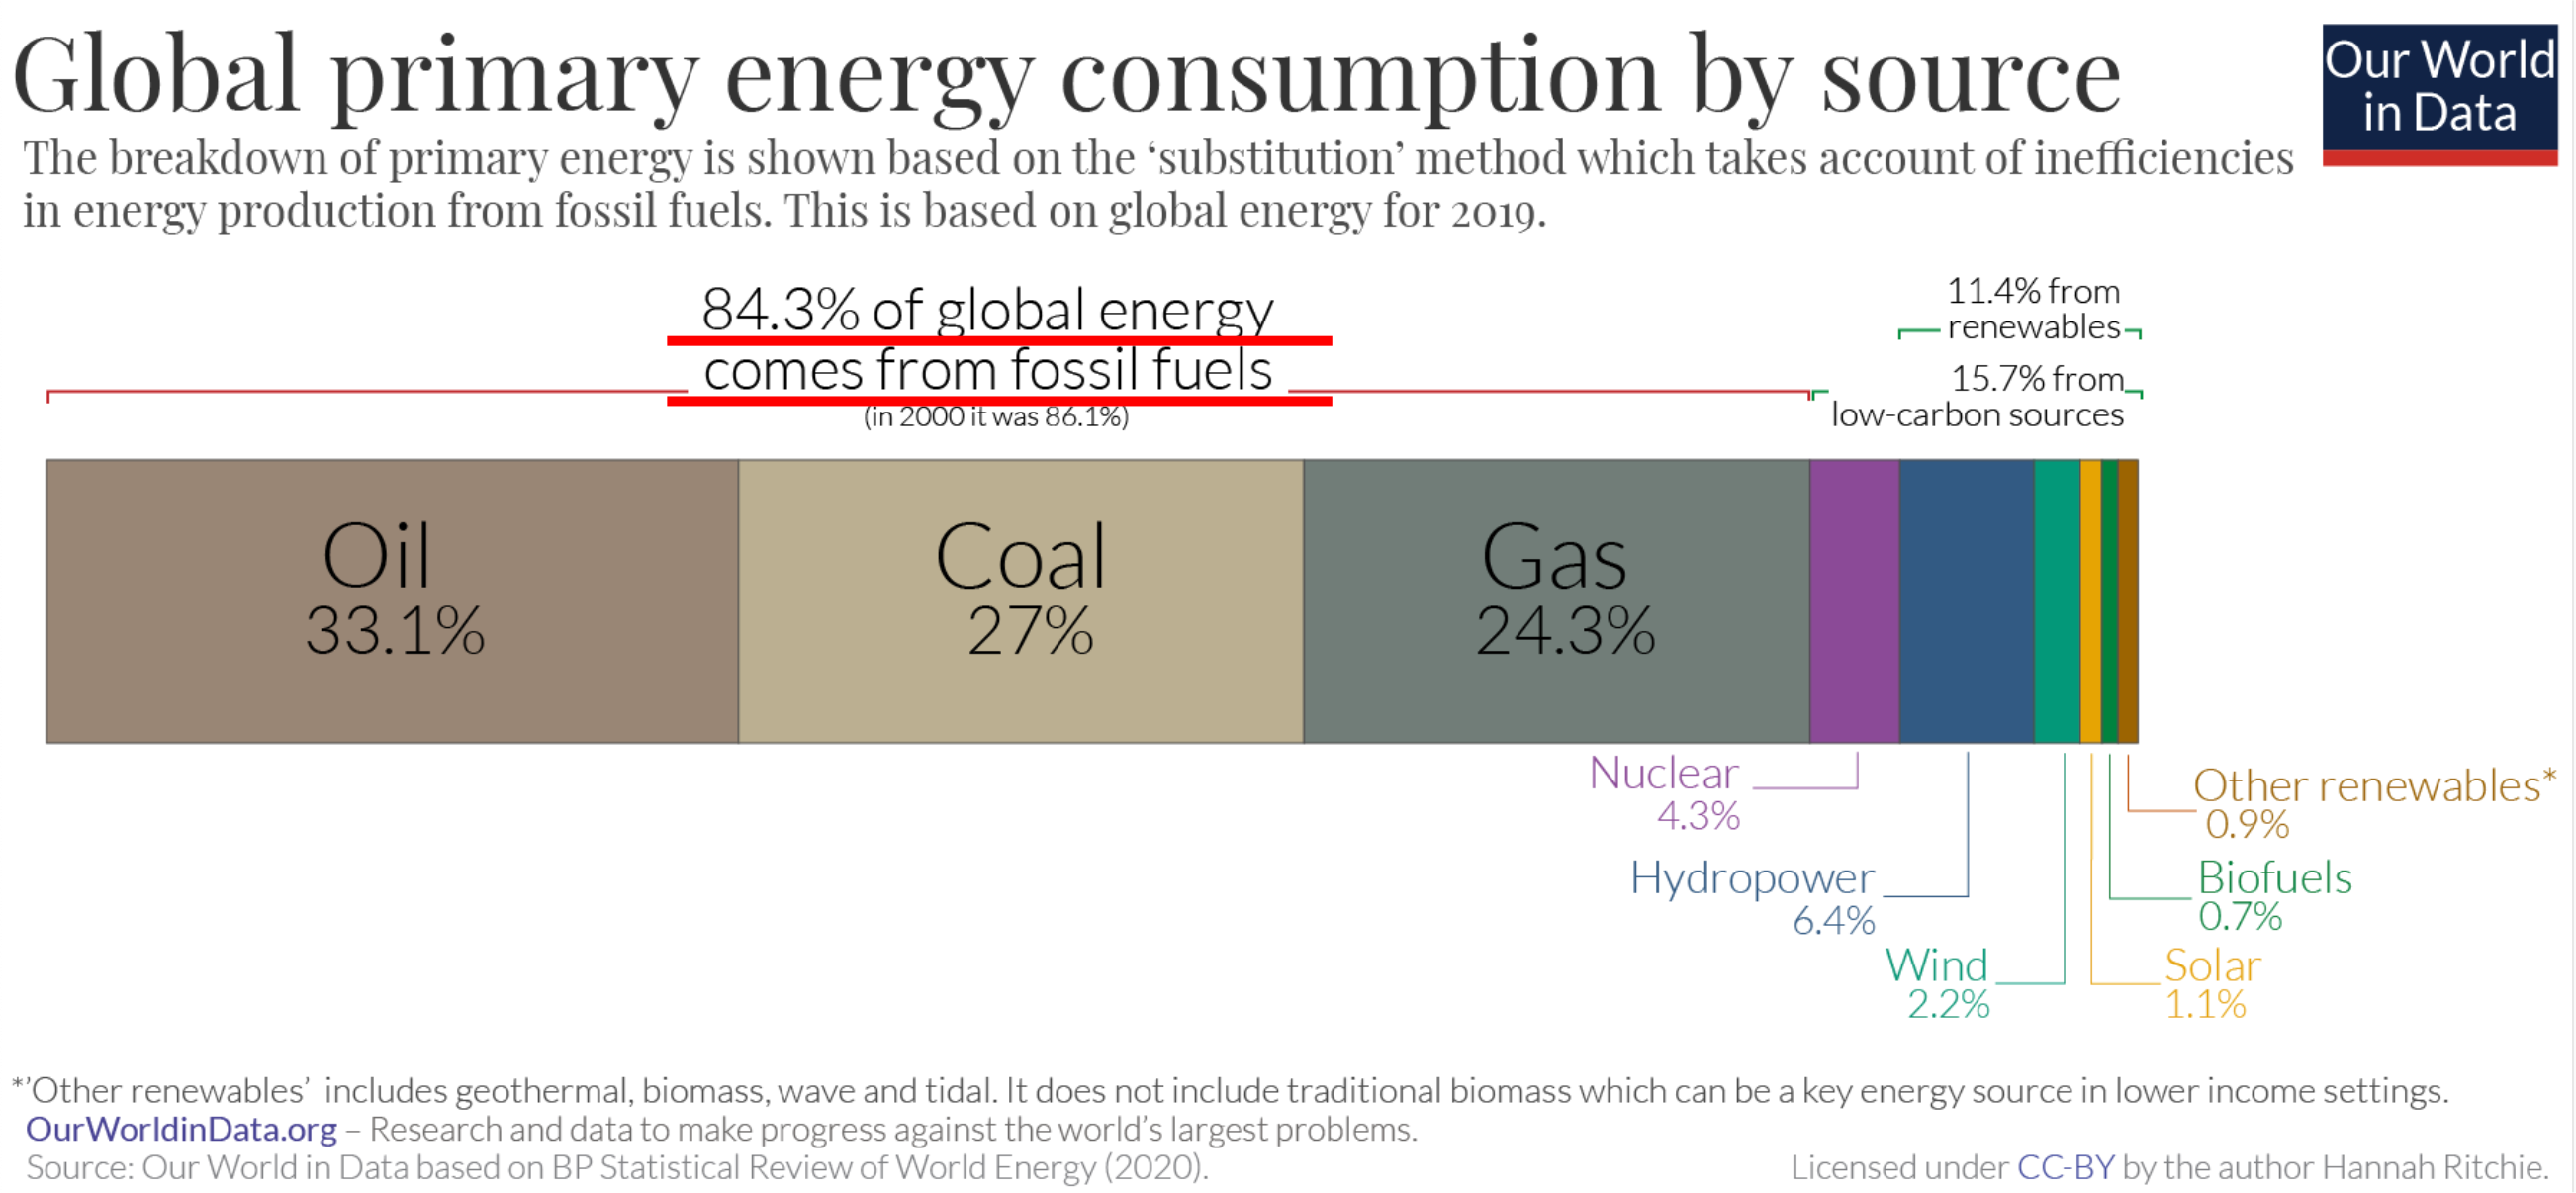 Global primary energy consumption by source
Our World
in Data
The breakdown of primary energy is shown based on the ‘substitution’ method which takes account of inefficiencies
in energy production from fossil fuels. This is based on global energy for 2019.
84.3% of global energy
comes from fossil fuels
(in 2000 it was 86.1%)
11.4% from
renewables
15.7% from
low-carbon sources
Oil
33.1%
Coal
27%
Gas
24.3%
Nuclear
4.3%
Hydropower
6.4%
Wind
2.2%
Other renewables*
0.9%
Biofuels
0.7%
Solar
1.1%
*’Other renewables’ includes geothermal, biomass, wave and tidal. It does not include traditional biomass which can be a key energy source in lower income settings.
OurWorldinData.org – Research and data to make progress against the world’s largest problems.
Source: Our World in Data based on BP Statistical Review of World Energy (2020).
Licensed under CC-BY by the author Hannah Ritchie.